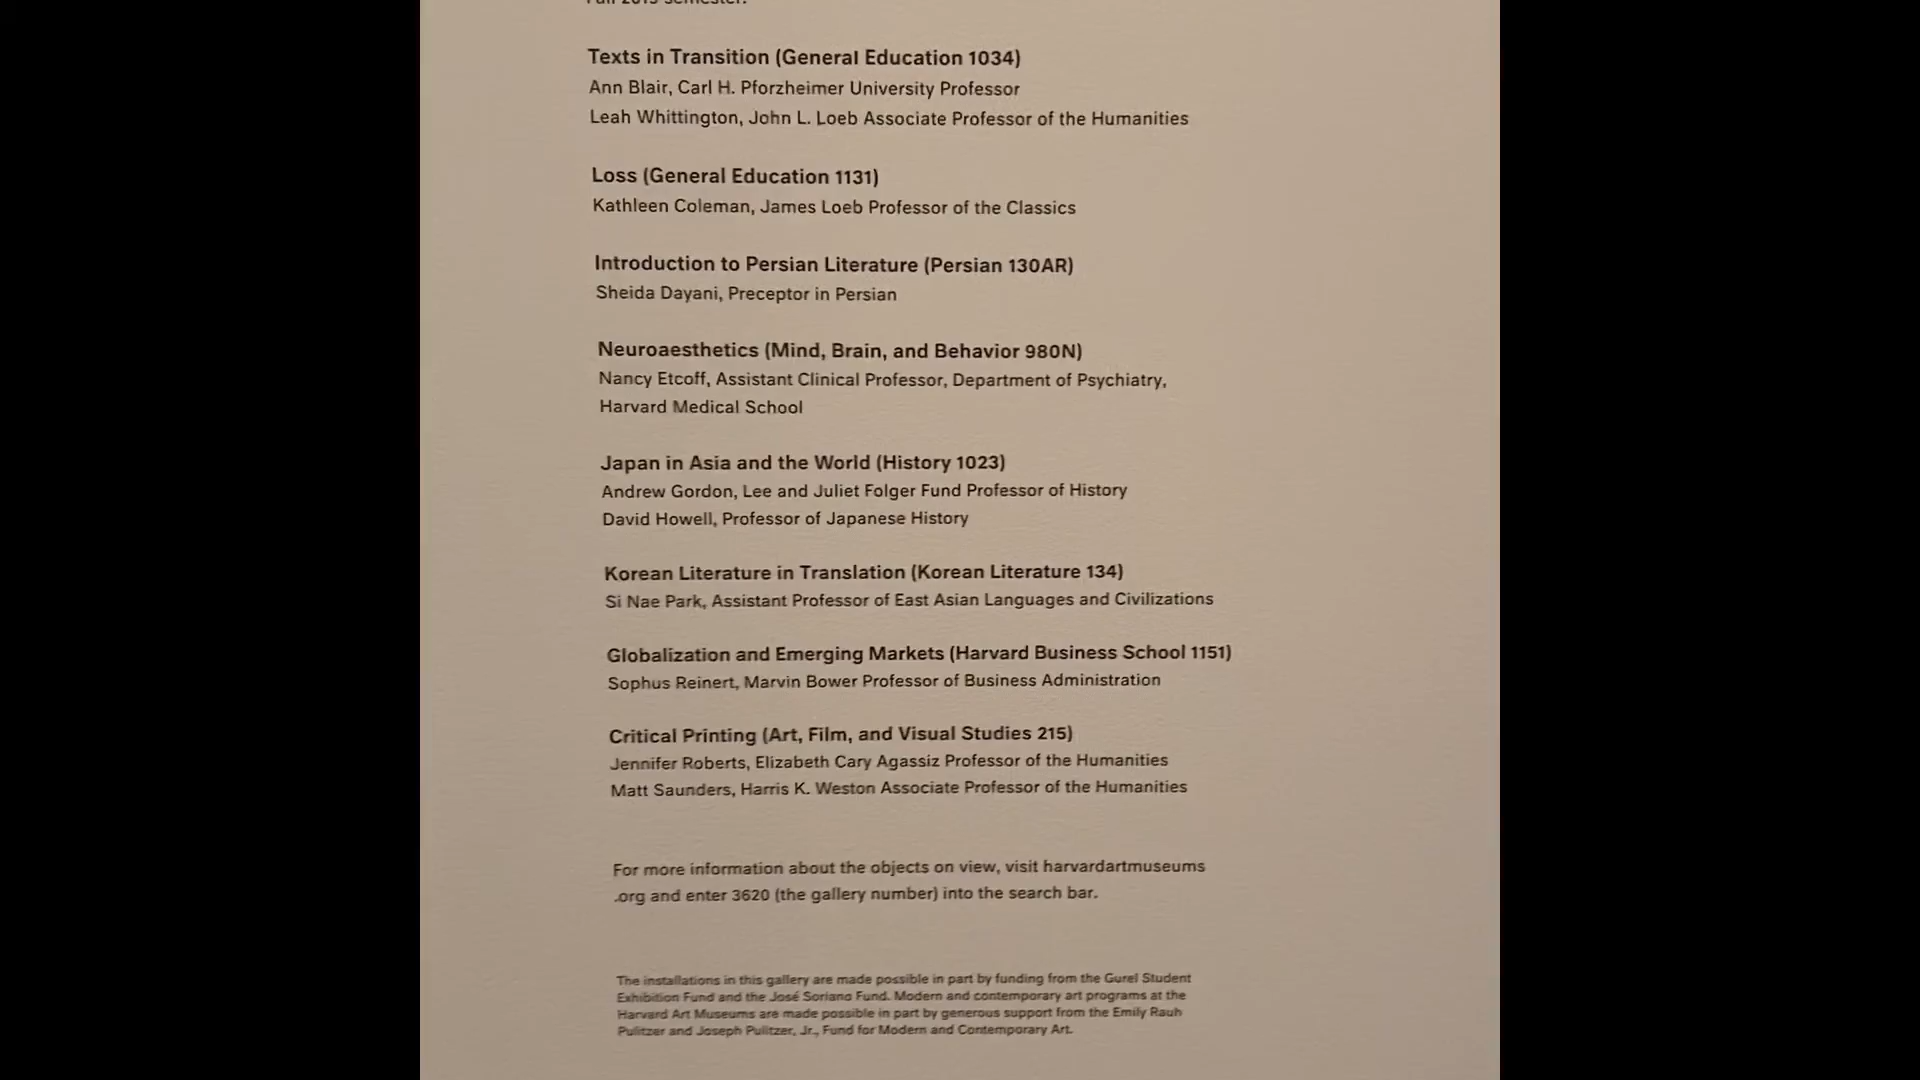 Fall 2019 semester.
Texts in Transition (General Education 1034)
Ann Blair, Carl H. Pforzheimer University Professor
Leah Whittington, John L. Loeb Associate Professor of the Humanities
Loss (General Education 1131)
Kathleen Coleman, James Loeb Professor of the Classics
Introduction to Persian Literature (Persian 130AR)
Sheida Dayani, Preceptor in Persian
Neuroaesthetics (Mind, Brain, and Behavior 980N)
Nancy Etcoff, Assistant Clinical Professor, Department of Psychiatry,
Harvard Medical School
Japan in Asia and the World (History 1023)
Andrew Gordon, Lee and Juliet Folger Fund Professor of History
David Howell, Professor of Japanese History
Korean Literature in Translation (Korean Literature 134)
Si Nae Park, Assistant Professor of East Asian Languages and Civilizations
Globalization and Emerging Markets (Harvard Business School 1151)
Sophus Reinert, Marvin Bower Professor of Business Administration
Critical Printing (Art, Film, and Visual Studies 215)
Jennifer Roberts, Elizabeth Cary Agassiz Professor of the Humanities
Matt Saunders, Harris K. Weston Associate Professor of the Humanities
For more information about the objects on view, visit harvardartmuseums
.org and enter 3620 (the gallery number) into the search bar.
The installations in this gallery are made possible in part by funding from the Gurel Student
Exhibition Fund and the José Soriano Fund. Modern and contemporary art programs at the
Harvard Art Museums are made possible in part by generous support from the Emily Rauh
Pulitzer and Joseph Pulitzer, Jr., Fund for Modern and Contemporary Art.